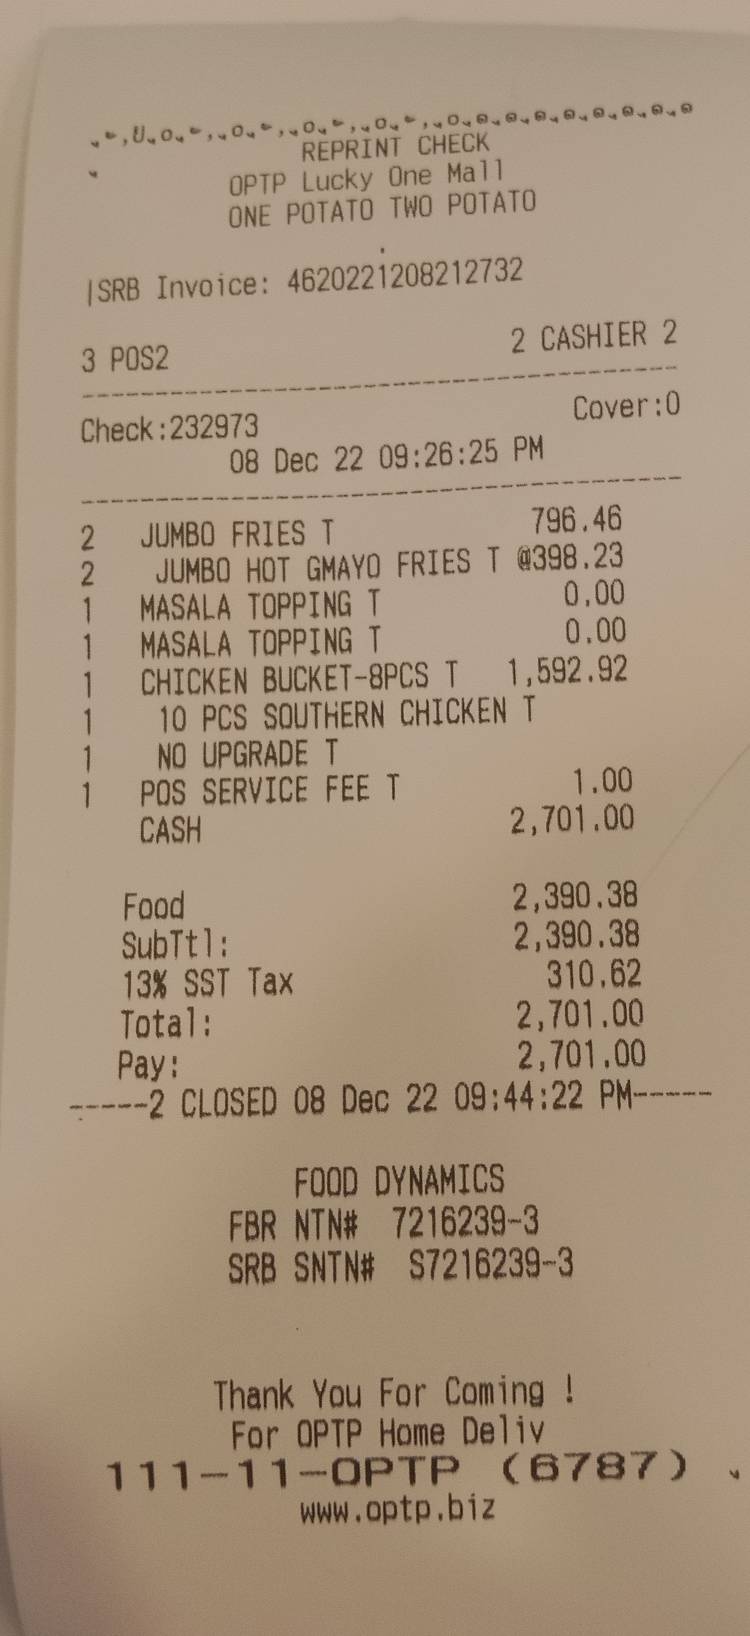 REPRINT CHECK
OPTP Lucky One Mall
ONE POTATO TWO POTATO
|SRB Invoice: 4620221208212732
3 POS2 2 CASHIER 2
Check:232973 Cover:0
08 Dec 22 09:26:25 PM
2 JUMBO FRIES T 796.46
2 JUMBO HOT GMAYO FRIES T @398.23
1 MASALA TOPPING T 0.00
1 MASALA TOPPING T 0.00
1 CHICKEN BUCKET-8PCS T 1,592.92
1 10 PCS SOUTHERN CHICKEN T
1 NO UPGRADE T
1 POS SERVICE FEE T 1.00
CASH 2,701.00
Food 2,390.38
SubTtl: 2,390.38
13% SST Tax 310.62
Total: 2,701.00
Pay: 2,701.00
-----2 CLOSED 08 Dec 22 09:44:22 PM-----
FOOD DYNAMICS
FBR NTN# 7216239-3
SRB SNTN# S7216239-3
Thank You For Coming !
For OPTP Home Deliv
111-11-OPTP (6787)
www.optp.biz